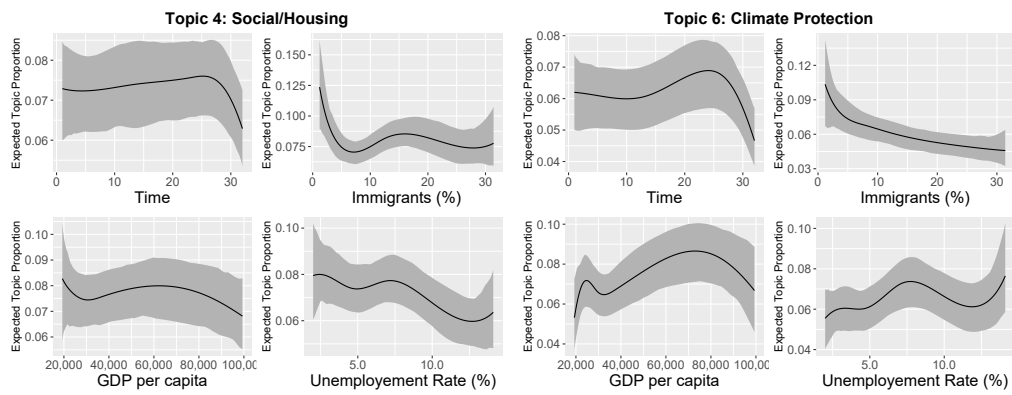 Topic 4: Social/Housing
Topic 6: Climate Protection
Expected Topic Proportion
0.08
0.07
0.06
0 10 20 30
Time
Expected Topic Proportion
0.150
0.125
0.100
0.075
0 10 20 30
Immigrants (%)
Expected Topic Proportion
0.08
0.07
0.06
0.05
0.04
0 10 20 30
Time
Expected Topic Proportion
0.12
0.09
0.06
0.03
0 10 20 30
Immigrants (%)
Expected Topic Proportion
0.10
0.09
0.08
0.07
0.06
20,000 40,000 60,000 80,000 100,00
GDP per capita
Expected Topic Proportion
0.10
0.08
0.06
5.0 10.0
Unemployement Rate (%)
Expected Topic Proportion
0.10
0.08
0.06
0.04
20,000 40,000 60,000 80,000 100,00
GDP per capita
Expected Topic Proportion
0.10
0.08
0.06
0.04
5.0 10.0
Unemployement Rate (%)